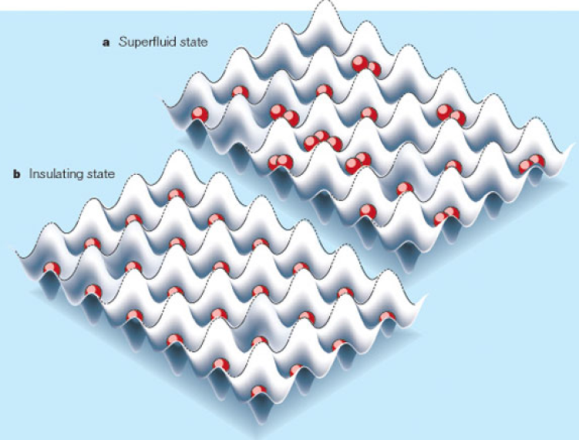 a Superfluid state
b Insulating state